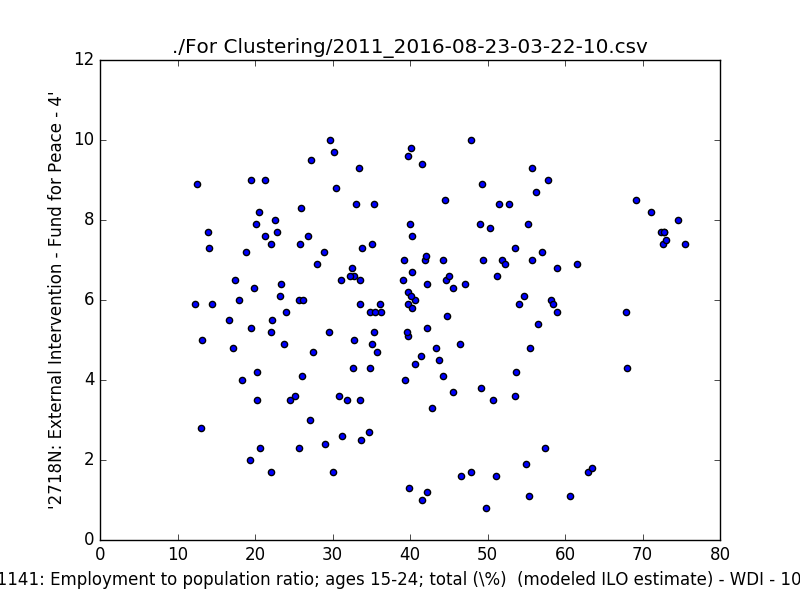 ./For Clustering/2011_2016-08-23-03-22-10.csv
'2718N: External Intervention - Fund for Peace - 4'
12
10
8
6
4
2
0
0 10 20 30 40 50 60 70 80
1141: Employment to population ratio; ages 15-24; total (\%) (modeled ILO estimate) - WDI - 10